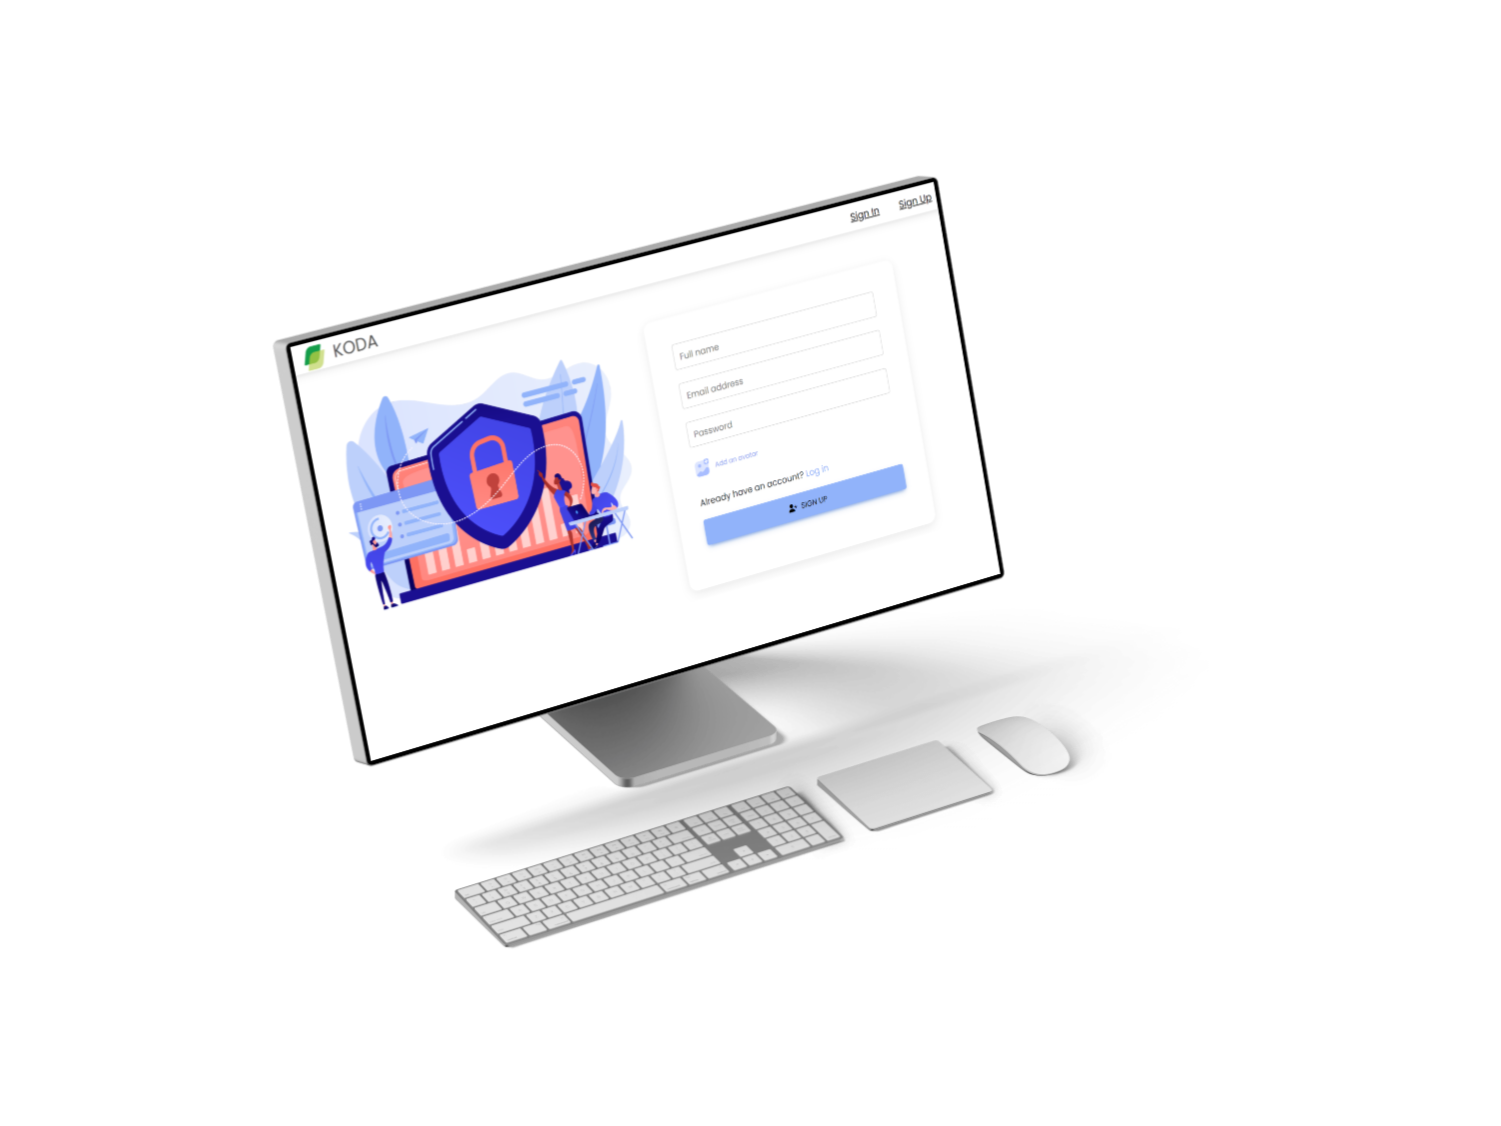 KODA
Sign In
Sign Up
Full name
Email address
Password
Add an avatar
Already have an account? Log in
SIGN UP